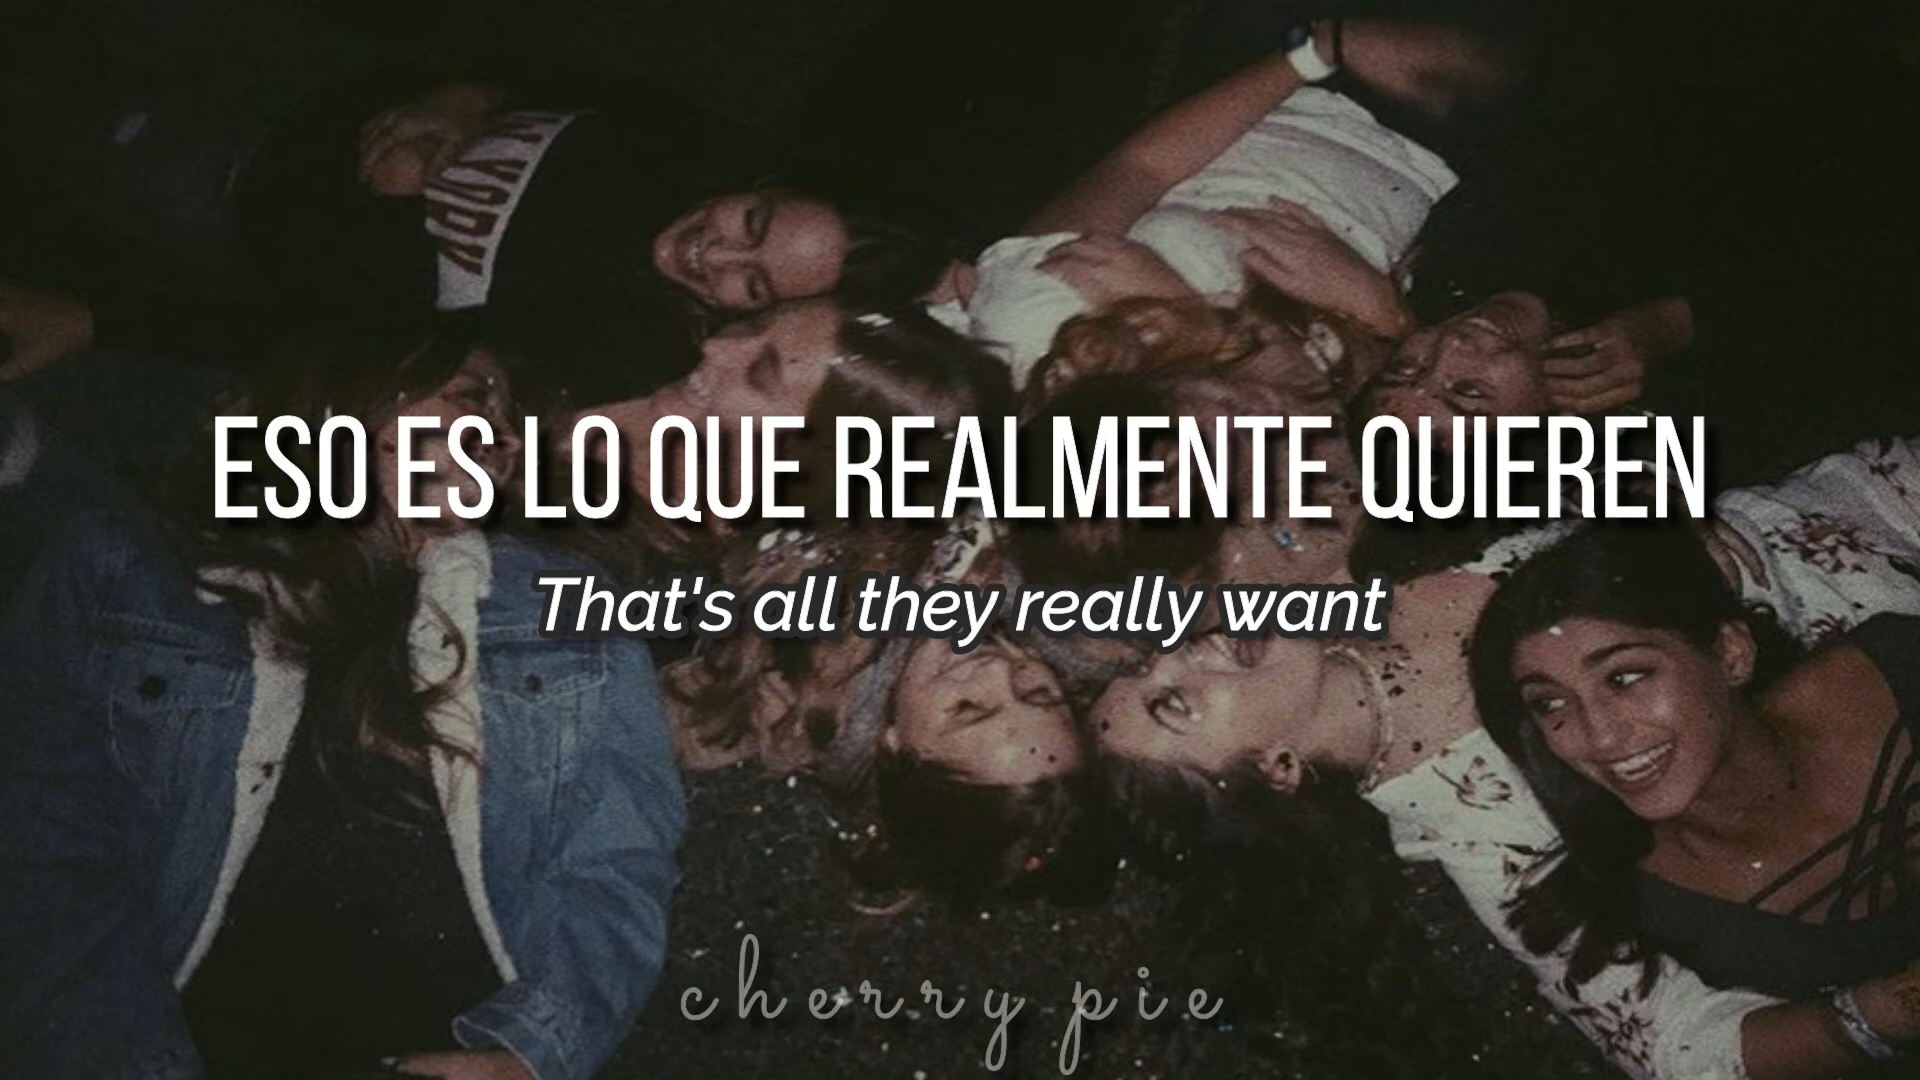 ESO ES LO QUE REALMENTE QUIEREN
That's all they really want
cherry pie